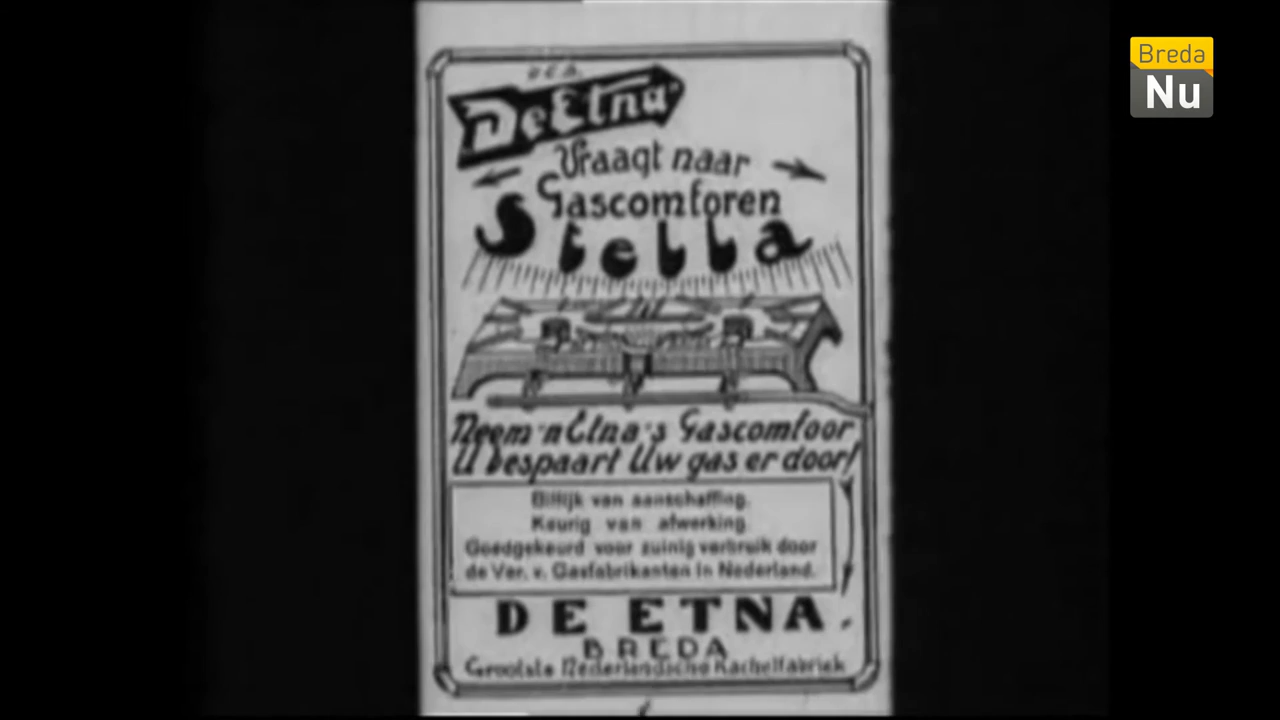 Breda
Nu
De Etna
Vraagt naar
Gascomforen
Stella
Neem 'n Etna's Gascomfoor
U bespaart Uw gas er door!
Billijk van aanschaffing.
Keurig van afwerking.
Goedgekeurd voor zuinig verbruik door
de Ver. v. Gasfabrikanten in Nederland.
DE ETNA.
BREDA
Grootste Nederlandsche Kachelfabriek